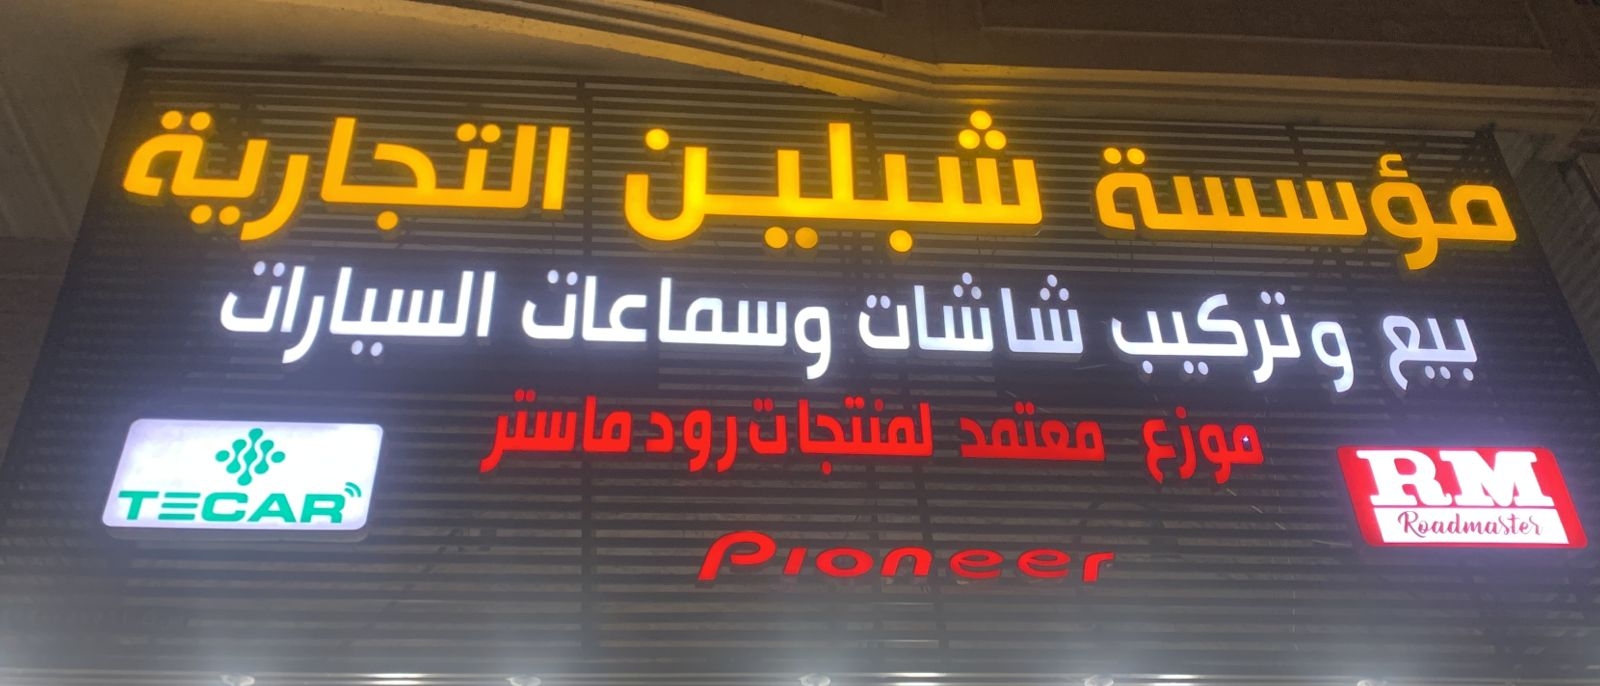 مؤسسة شبلين التجارية
بيع وتركيب شاشات وسماعات السيارات
موزع معتمد لمنتجات رود ماستر
TECAR
RM
Roadmaster
Pioneer